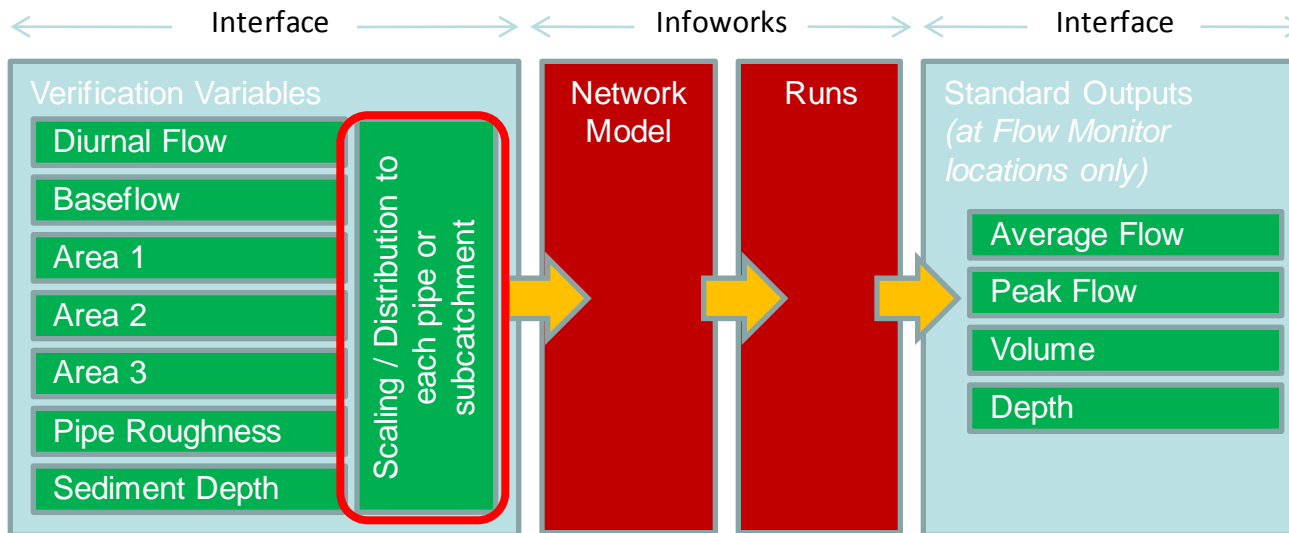 Interface
Infoworks
Interface
Verification Variables
Diurnal Flow
Baseflow
Area 1
Area 2
Area 3
Pipe Roughness
Sediment Depth
Scaling / Distribution to
each pipe or
subcatchment
Network
Model
Runs
Standard Outputs
(at Flow Monitor
locations only)
Average Flow
Peak Flow
Volume
Depth